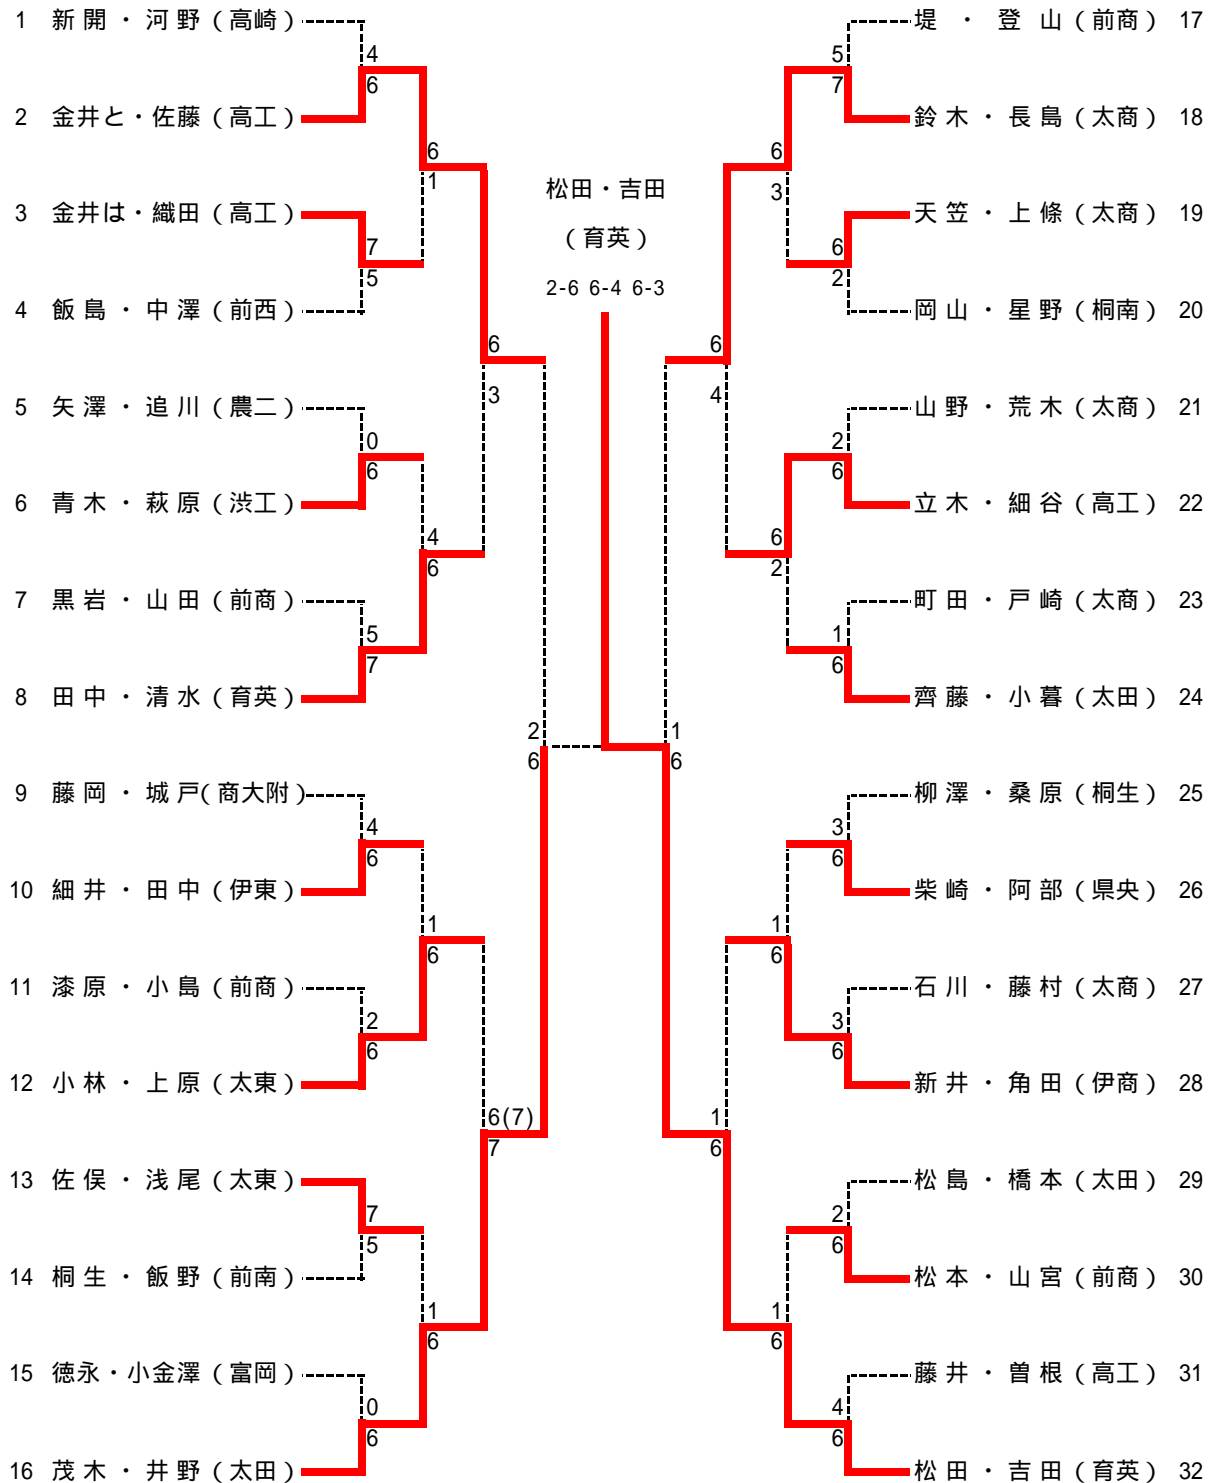 1 新開・河野（高崎）
4
6
2 金井と・佐藤（高工）
6
1
3 金井は・織田（高工）
7
5
4 飯島・中澤（前西）
6
3
5 矢澤・追川（農二）
0
6
6 青木・萩原（渋工）
4
6
7 黒岩・山田（前商）
5
7
8 田中・清水（育英）
2
6
9 藤岡・城戸（商大附）
4
6
10 細井・田中（伊東）
1
6
11 漆原・小島（前商）
2
6
12 小林・上原（太東）
6(7)
7
13 佐俣・浅尾（太東）
7
5
14 桐生・飯野（前南）
1
6
15 徳永・小金澤（富岡）
0
6
16 茂木・井野（太田）
松田・吉田
（育英）
2-6 6-4 6-3
堤・登山（前商） 17
5
7
鈴木・長島（太商） 18
6
3
天笠・上條（太商） 19
6
2
岡山・星野（桐南） 20
6
4
山野・荒木（太商） 21
2
6
立木・細谷（高工） 22
6
2
町田・戸崎（太商） 23
1
6
齊藤・小暮（太田） 24
1
6
柳澤・桑原（桐生） 25
3
6
柴崎・阿部（県央） 26
1
6
石川・藤村（太商） 27
3
6
新井・角田（伊商） 28
1
6
松島・橋本（太田） 29
2
6
松本・山宮（前商） 30
1
6
藤井・曽根（高工） 31
4
6
松田・吉田（育英） 32